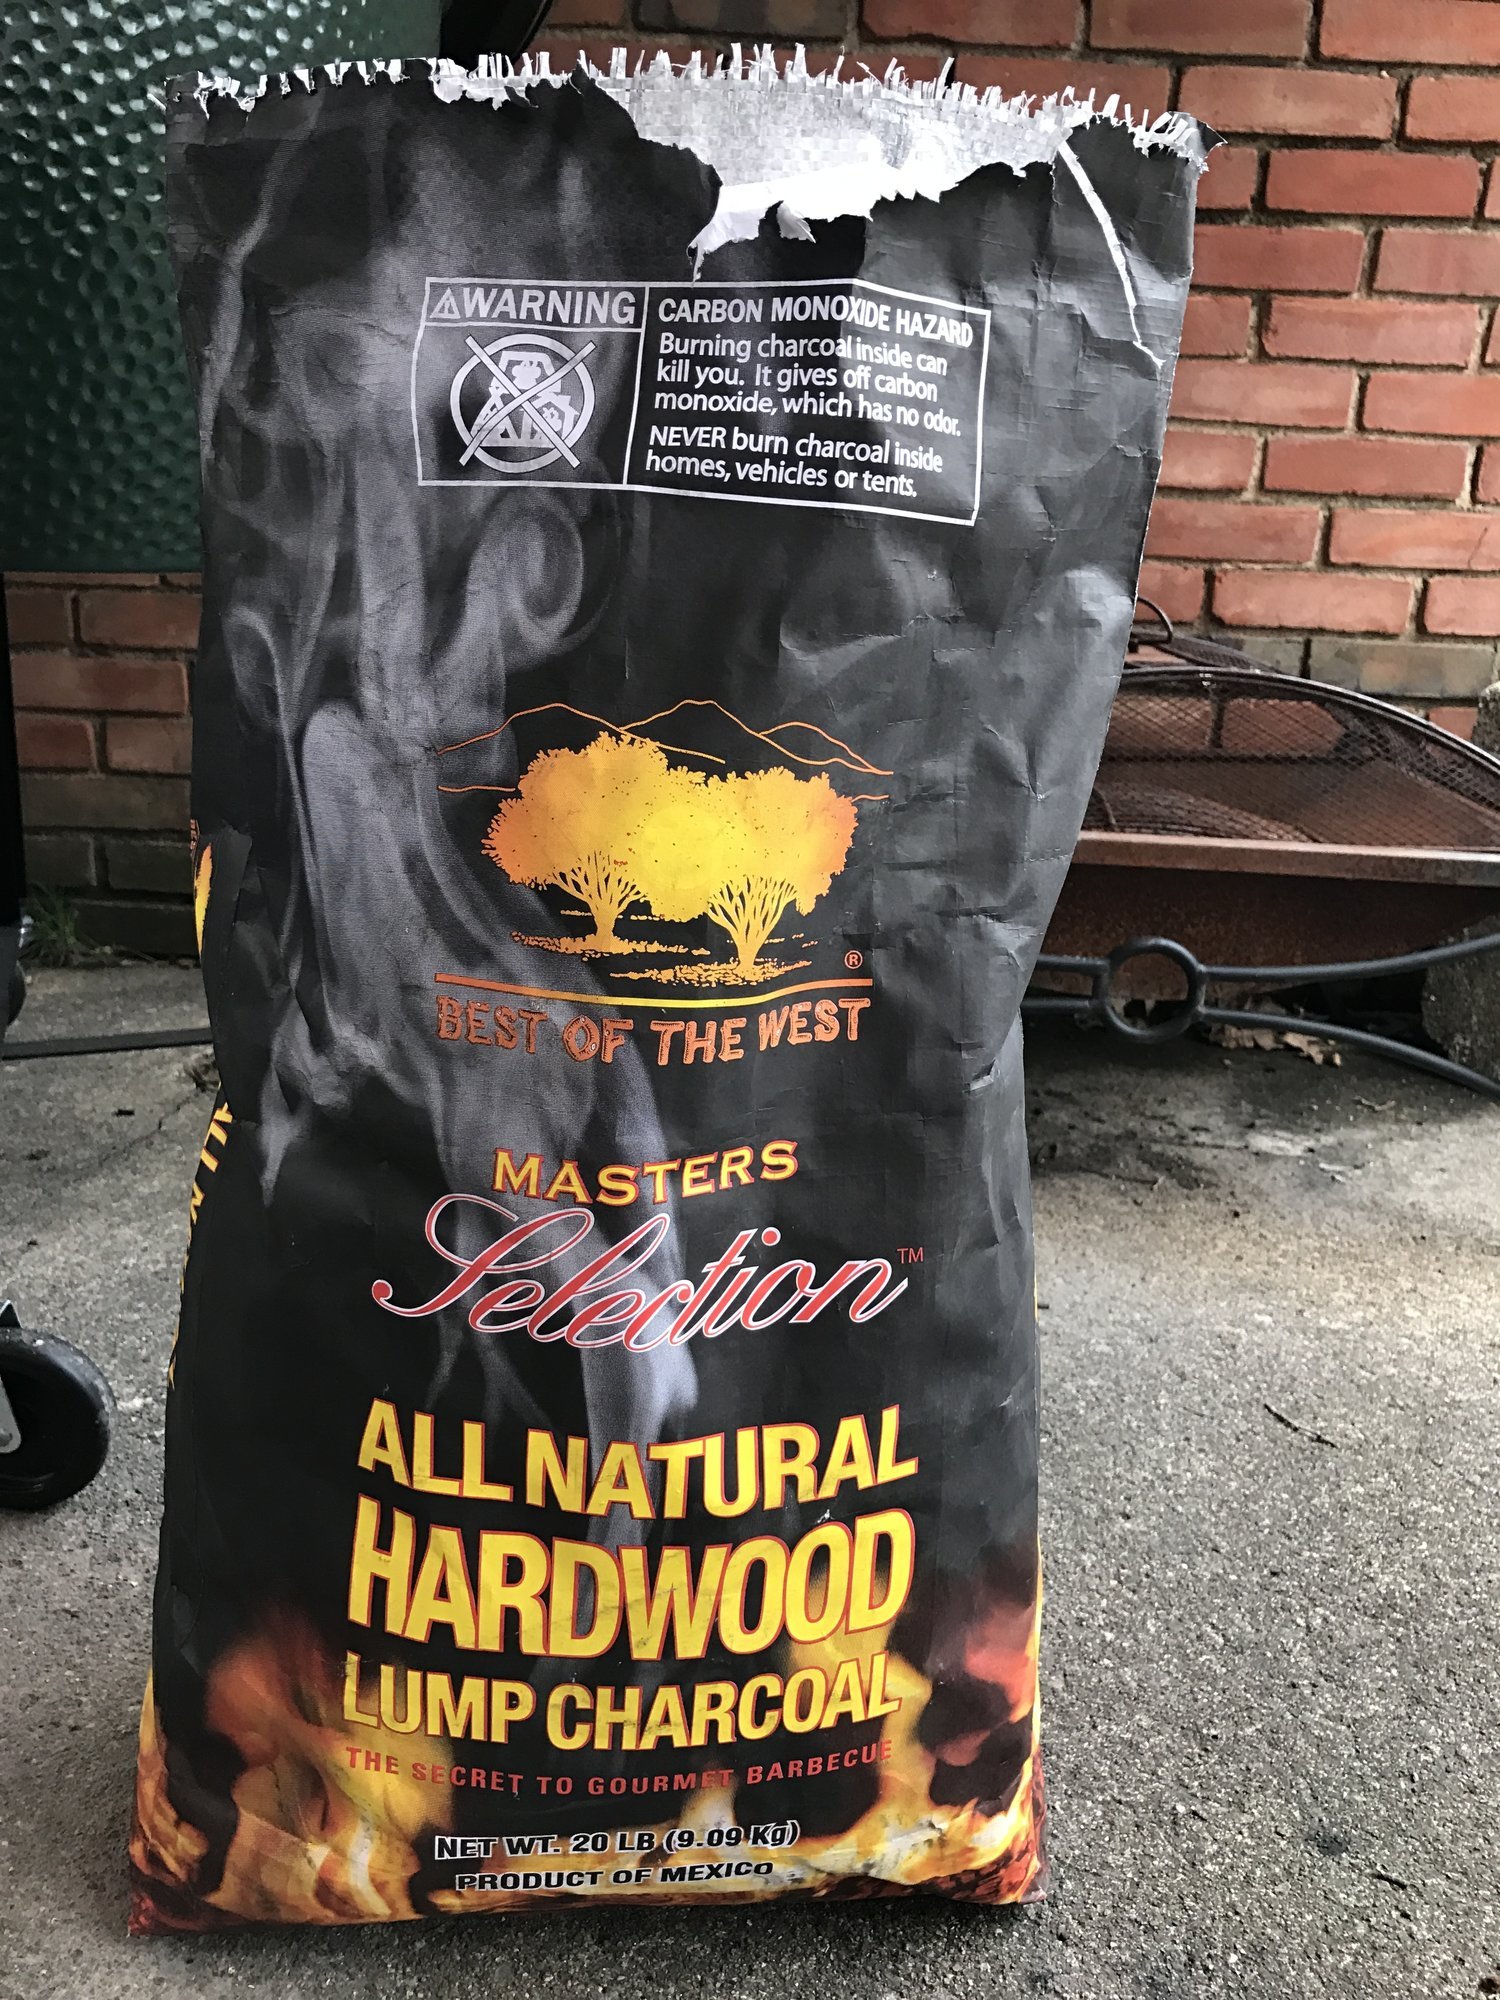 WARNING
CARBON MONOXIDE HAZARD
Burning charcoal inside can
kill you. It gives off carbon
monoxide, which has no odor.
NEVER burn charcoal inside
homes, vehicles or tents.
®
BEST OF THE WEST
MASTERS
Selection™
ALL NATURAL
HARDWOOD
LUMP CHARCOAL
THE SECRET TO GOURMET BARBECUE
NET WT. 20 LB (9.09 Kg)
PRODUCT OF MEXICO